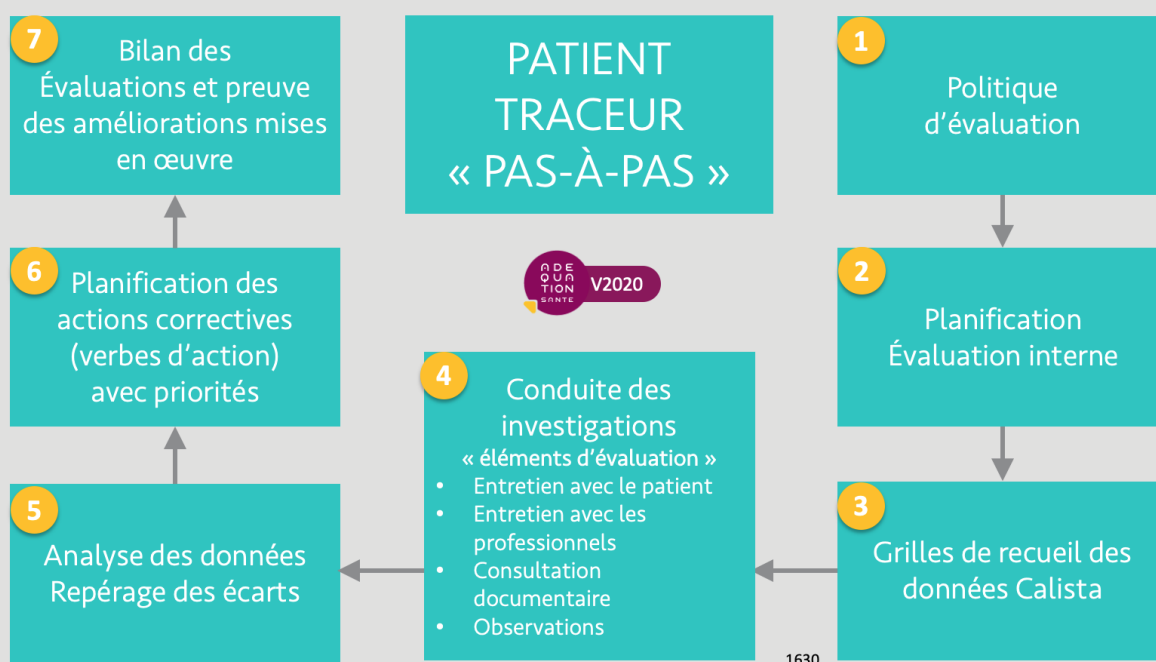 PATIENT
TRACEUR
« PAS-À-PAS »
ADE
QUA
TION
SANTE
V2020
1
Politique
d’évaluation
2
Planification
Évaluation interne
3
Grilles de recueil des
données Calista
4
Conduite des
investigations
« éléments d’évaluation »
• Entretien avec le patient
• Entretien avec les
professionnels
• Consultation
documentaire
• Observations
5
Analyse des données
Repérage des écarts
6
Planification des
actions correctives
(verbes d’action)
avec priorités
7
Bilan des
Évaluations et preuve
des améliorations mises
en œuvre
1630